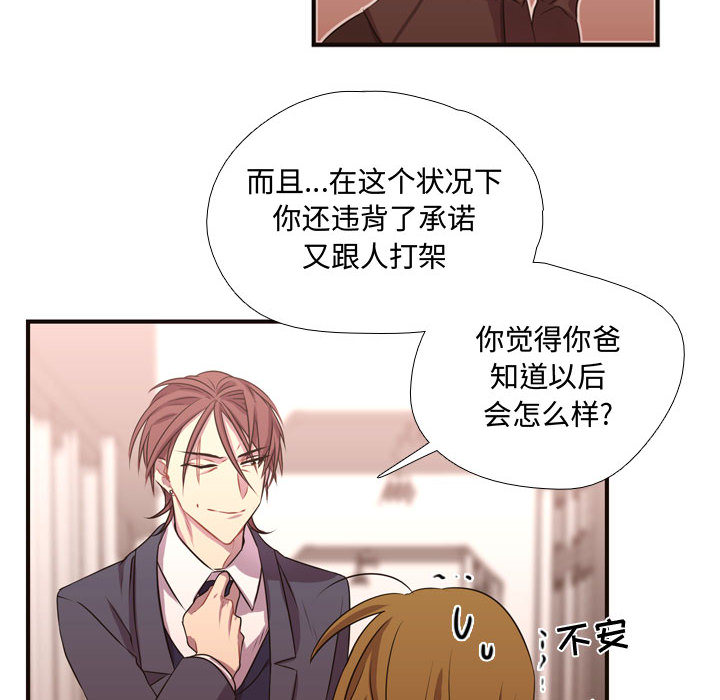 而且...在这个状况下
你还违背了承诺
又跟人打架
你觉得你爸
知道以后
会怎么样?
不安